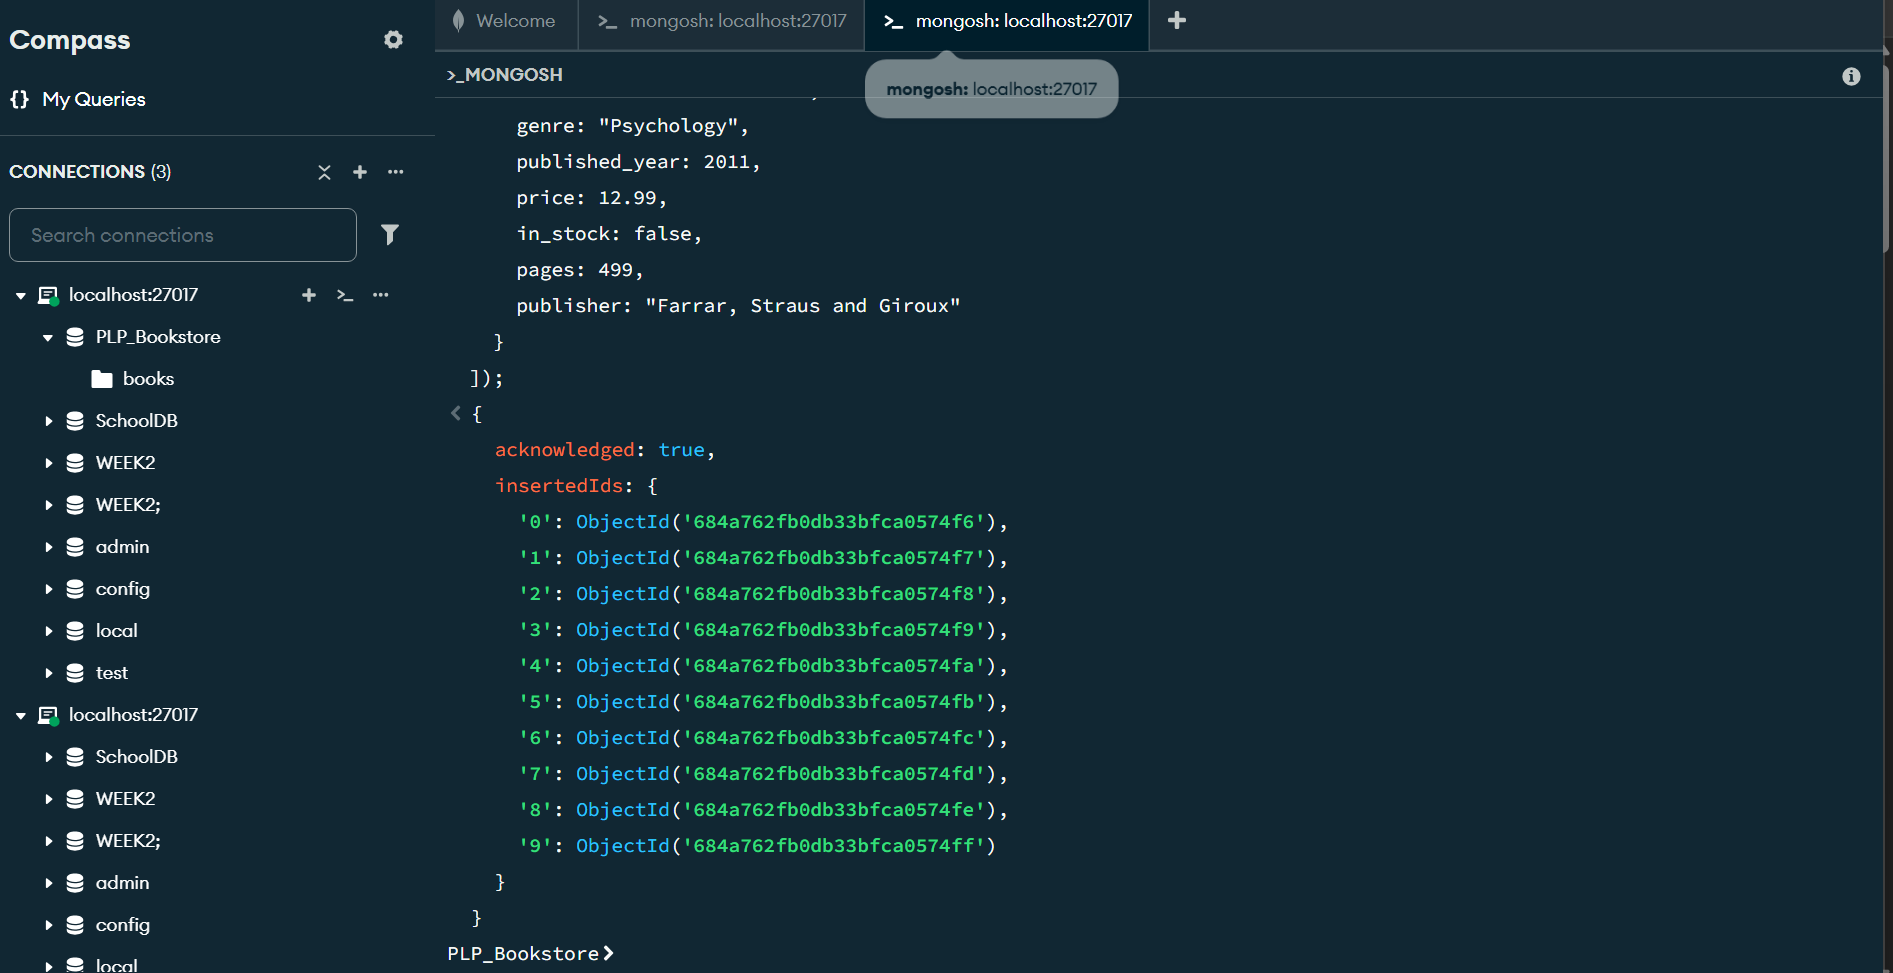 Compass
{} My Queries
CONNECTIONS (3)
Search connections
localhost:27017
PLP_Bookstore
books
SchoolDB
WEEK2
WEEK2;
admin
config
local
test
localhost:27017
SchoolDB
WEEK2
WEEK2;
admin
config
local
Welcome
>_ mongosh: localhost:27017
>_ mongosh: localhost:27017
+
>_MONGOSH
mongosh: localhost:27017
genre: "Psychology",
published_year: 2011,
price: 12.99,
in_stock: false,
pages: 499,
publisher: "Farrar, Straus and Giroux"
}
]);
< {
acknowledged: true,
insertedIds: {
'0': ObjectId('684a762fb0db33bfca0574f6'),
'1': ObjectId('684a762fb0db33bfca0574f7'),
'2': ObjectId('684a762fb0db33bfca0574f8'),
'3': ObjectId('684a762fb0db33bfca0574f9'),
'4': ObjectId('684a762fb0db33bfca0574fa'),
'5': ObjectId('684a762fb0db33bfca0574fb'),
'6': ObjectId('684a762fb0db33bfca0574fc'),
'7': ObjectId('684a762fb0db33bfca0574fd'),
'8': ObjectId('684a762fb0db33bfca0574fe'),
'9': ObjectId('684a762fb0db33bfca0574ff')
}
}
PLP_Bookstore>